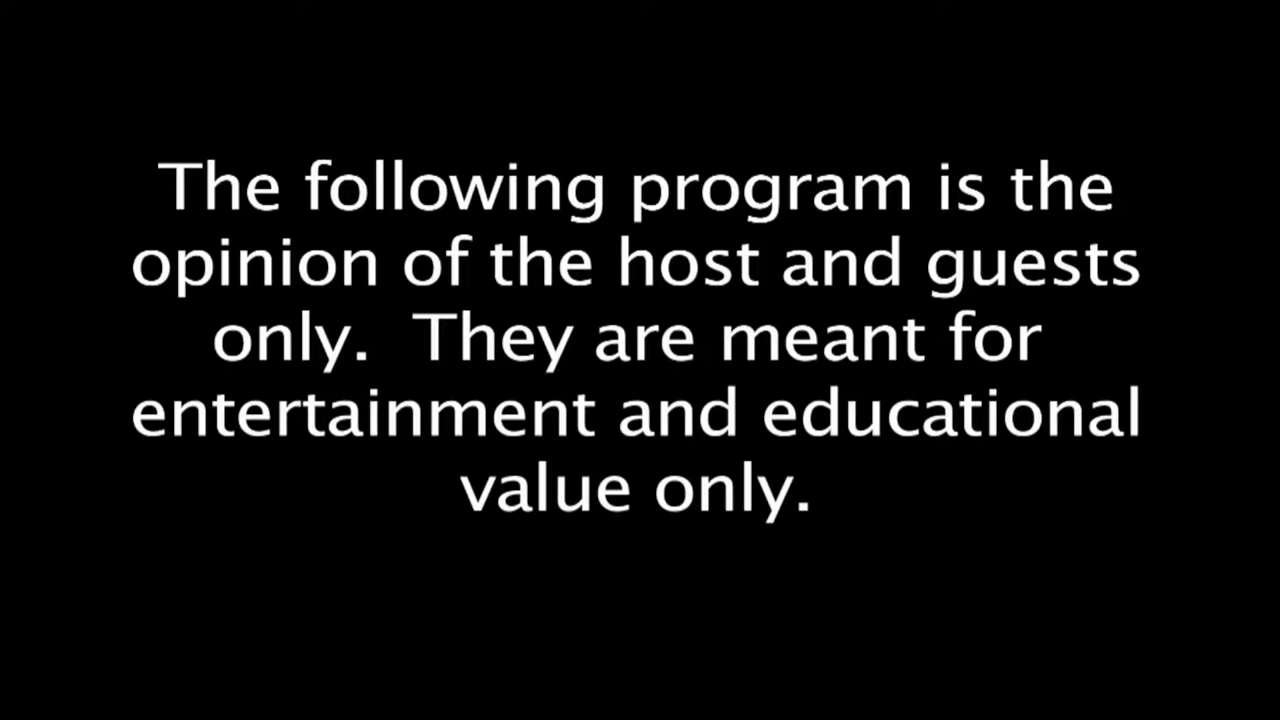 The following program is the
opinion of the host and guests
only.  They are meant for
entertainment and educational
value only.